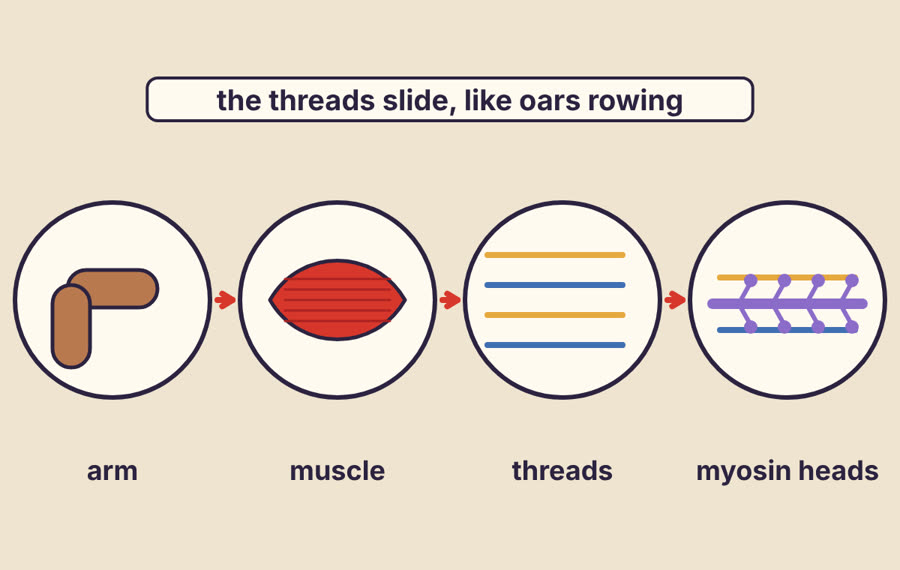 the threads slide, like oars rowing
arm
muscle
threads
myosin heads